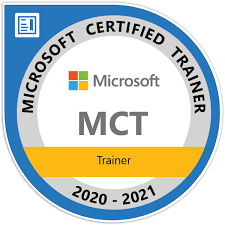 MICROSOFT CERTIFIED TRAINER
Microsoft
MCT
Trainer
2020 - 2021